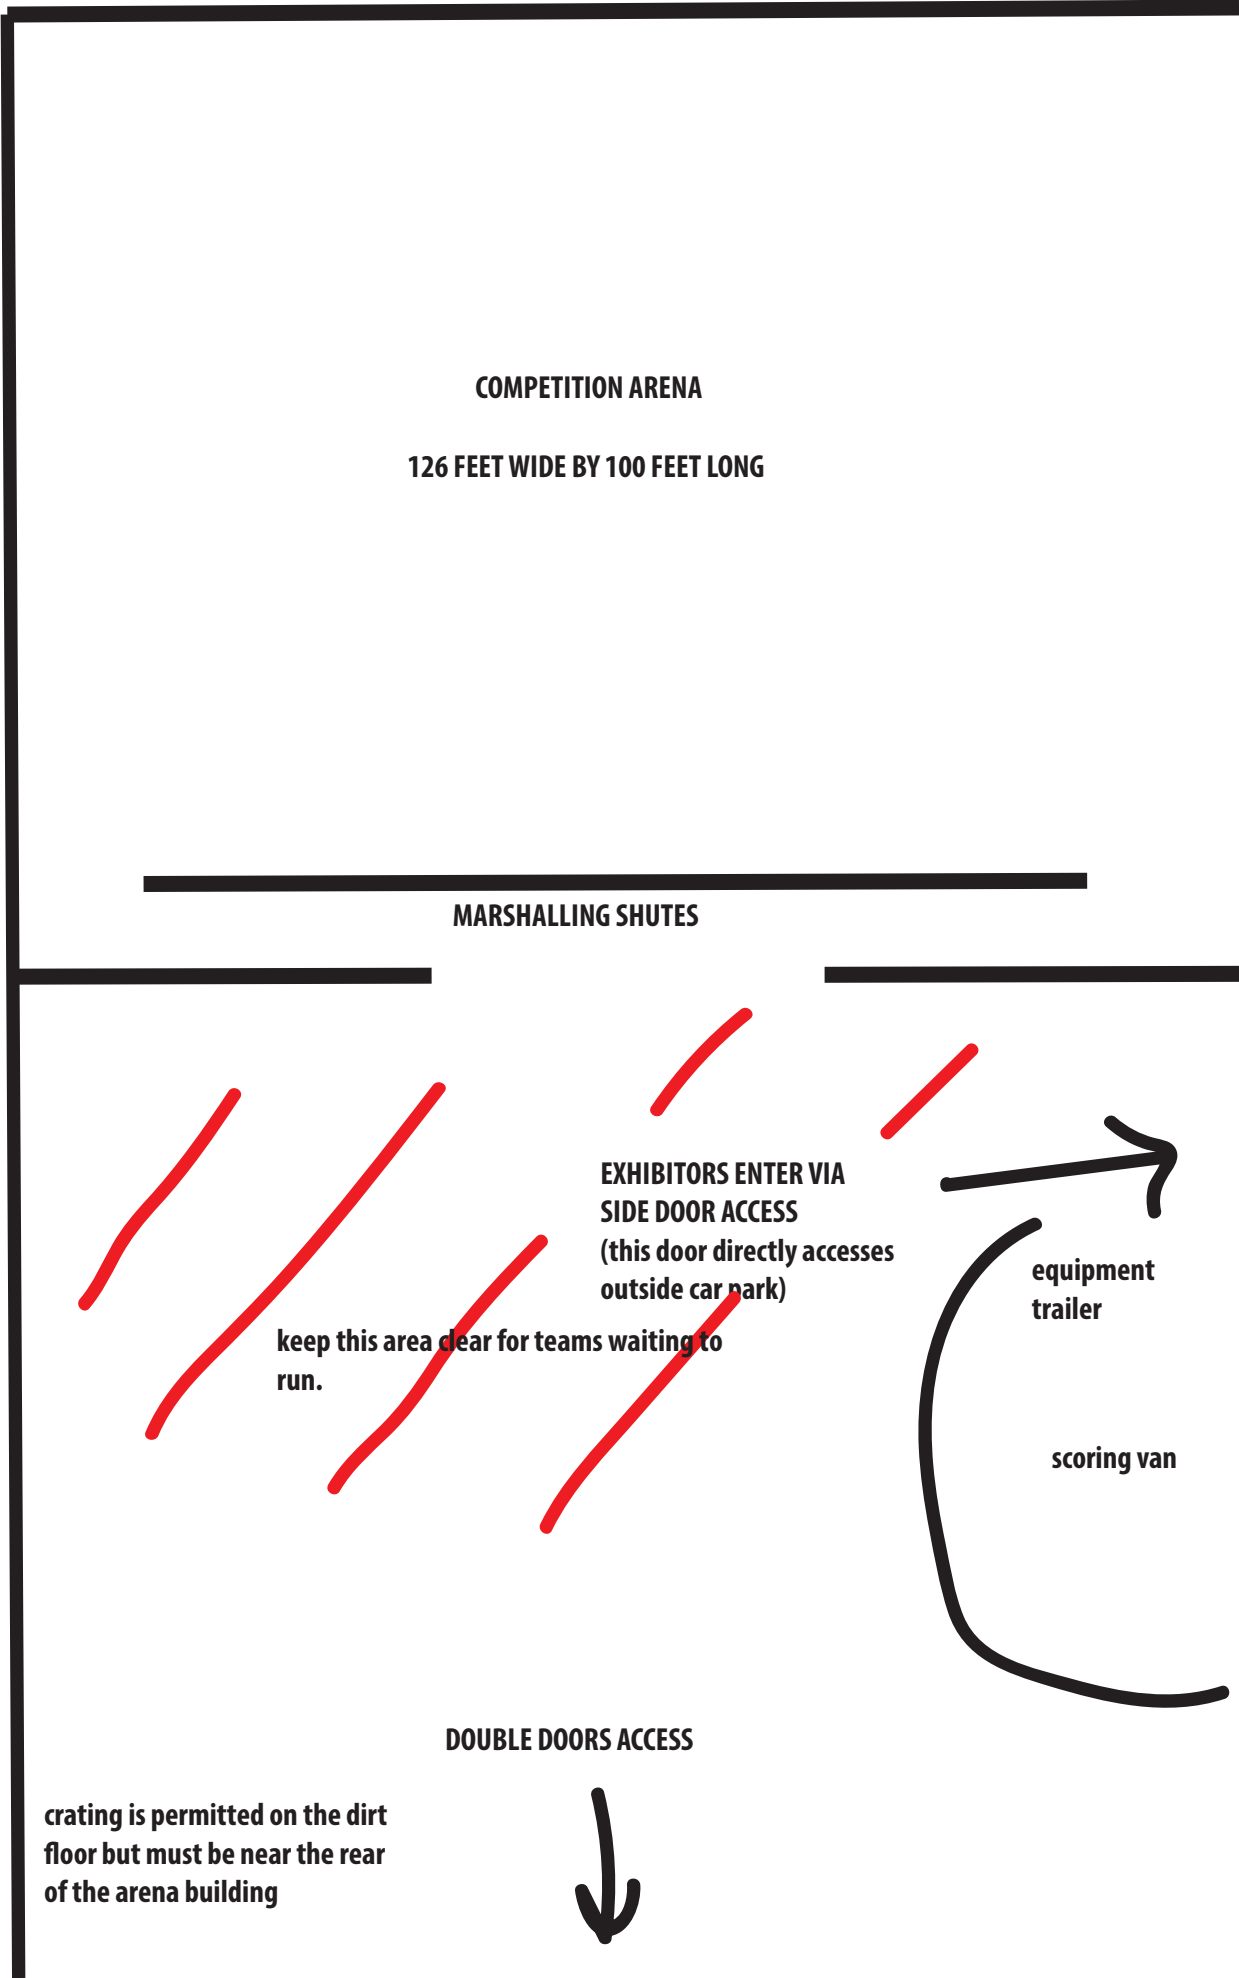 COMPETITION ARENA
126 FEET WIDE BY 100 FEET LONG
MARSHALLING SHUTES
EXHIBITORS ENTER VIA
SIDE DOOR ACCESS
(this door directly accesses
outside car park)
equipment
trailer
keep this area clear for teams waiting to
run.
scoring van
DOUBLE DOORS ACCESS
crating is permitted on the dirt
floor but must be near the rear
of the arena building